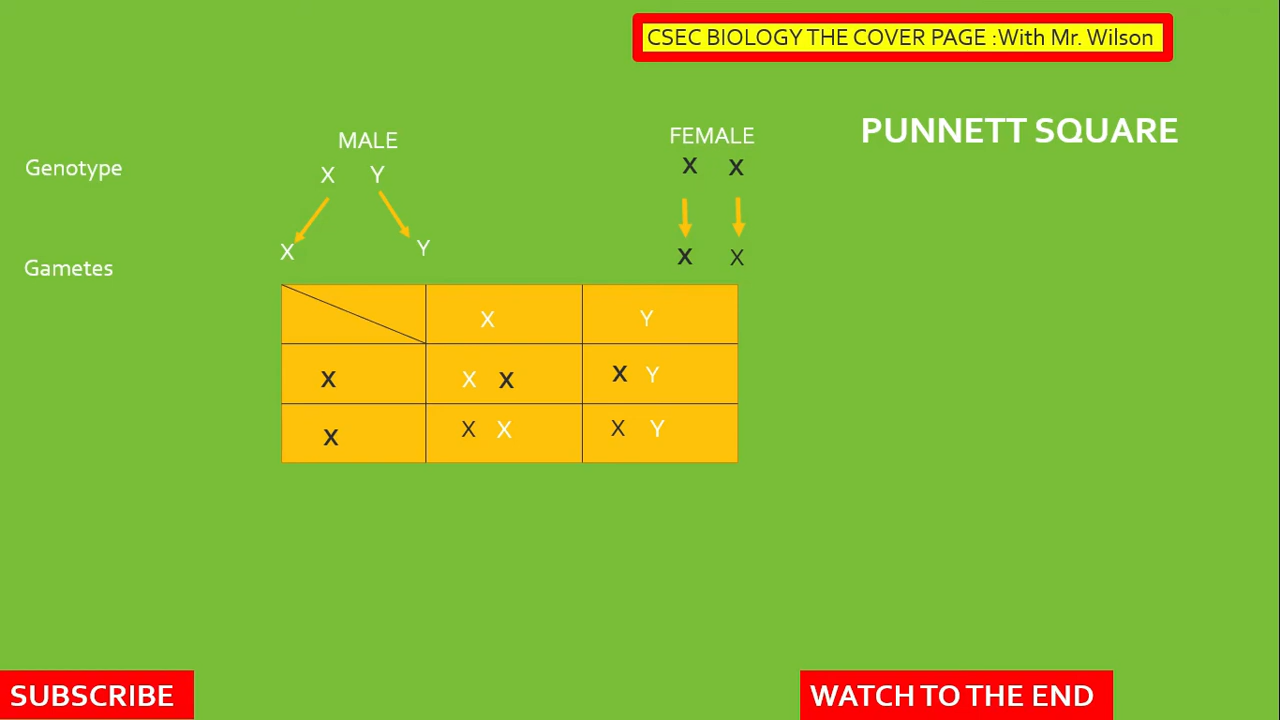 CSEC BIOLOGY THE COVER PAGE :With Mr. Wilson
PUNNETT SQUARE
MALE FEMALE
Genotype X Y X X
Gametes X Y X X
X Y
X X X X Y
X X X X Y
SUBSCRIBE
WATCH TO THE END